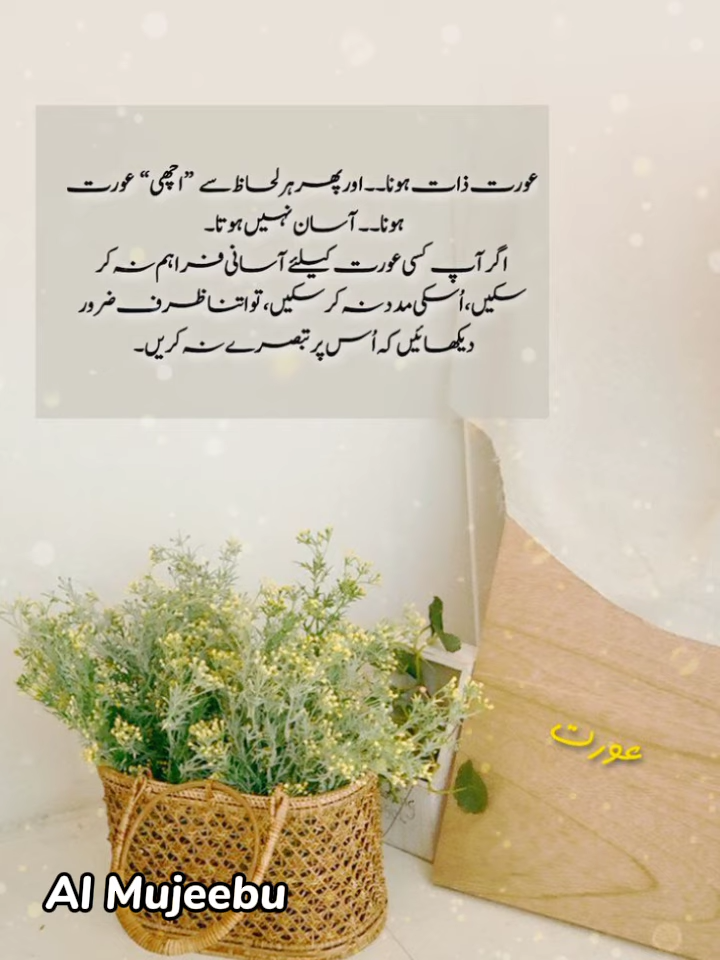 عورت ذات ہونا۔۔اور پھر ہر لحاظ سے ”اچھی“ عورت
ہونا۔۔ آسان نہیں ہوتا۔
اگر آپ کسی عورت کیلئے آسانی فراہم نہ کر
سکیں، اُسکی مدد نہ کر سکیں، تو اتنا ظرف ضرور
دیکھائیں کہ اُس پر تبصرے نہ کریں۔
عورت
Al Mujeebu